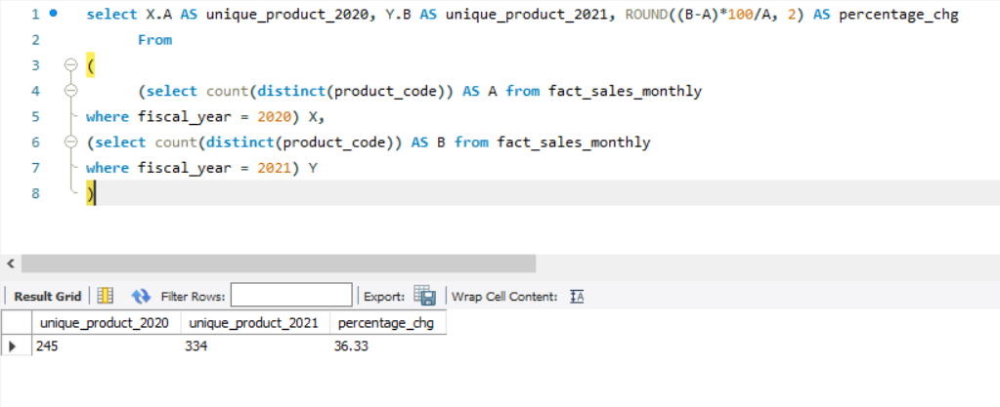 1 select X.A AS unique_product_2020, Y.B AS unique_product_2021, ROUND((B-A)*100/A, 2) AS percentage_chg
2 From
3 (
4 (select count(distinct(product_code)) AS A from fact_sales_monthly
5 where fiscal_year = 2020) X,
6 (select count(distinct(product_code)) AS B from fact_sales_monthly
7 where fiscal_year = 2021) Y
8 )
Result Grid Filter Rows: Export: Wrap Cell Content: IA
unique_product_2020 unique_product_2021 percentage_chg
245 334 36.33